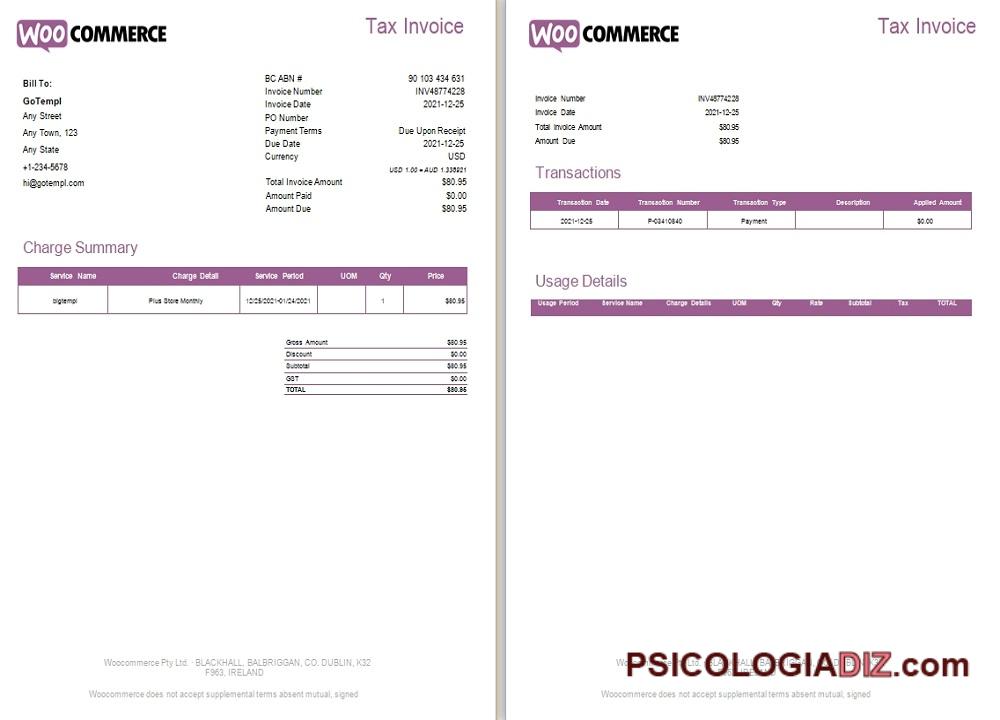 WOO COMMERCE
Tax Invoice
Bill To:
GoTempl
Any Street
Any Town, 123
Any State
+1-234-5678
hi@gotempl.com
BC ABN # 90 103 434 631
Invoice Number INV48774228
Invoice Date 2021-12-25
PO Number
Payment Terms Due Upon Receipt
Due Date 2021-12-25
Currency USD
USD 1.00 = AUD 1.338921
Total Invoice Amount $80.95
Amount Paid $0.00
Amount Due $80.95
Charge Summary
Service Name Charge Detail Service Period UOM Qty Price
bigtempl Plus Store Monthly 12/25/2021-01/24/2021 1 $80.95
Gross Amount $80.95
Discount $0.00
Subtotal $80.95
GST $0.00
TOTAL $80.95
Woocommerce Pty Ltd. · BLACKHALL, BALBRIGGAN, CO. DUBLIN, K32
F963, IRELAND
Woocommerce does not accept supplemental terms absent mutual, signed
WOO COMMERCE
Tax Invoice
Invoice Number INV48774228
Invoice Date 2021-12-25
Total Invoice Amount $80.95
Amount Due $80.95
Transactions
Transaction Date Transaction Number Transaction Type Description Applied Amount
2021-12-25 P-03410840 Payment $0.00
Usage Details
Usage Period Service Name Charge Details UOM Qty Rate Subtotal Tax TOTAL
PSICOLOGIADIZ.com
Woocommerce does not accept supplemental terms absent mutual, signed